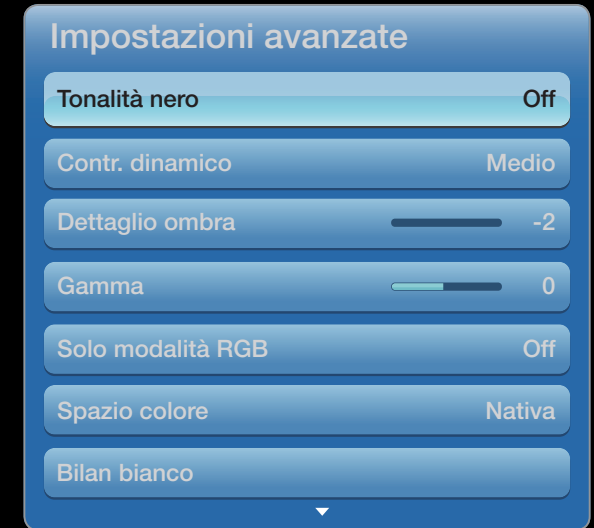 Impostazioni avanzate
Tonalità nero Off
Contr. dinamico Medio
Dettaglio ombra -2
Gamma 0
Solo modalità RGB Off
Spazio colore Nativa
Bilan bianco